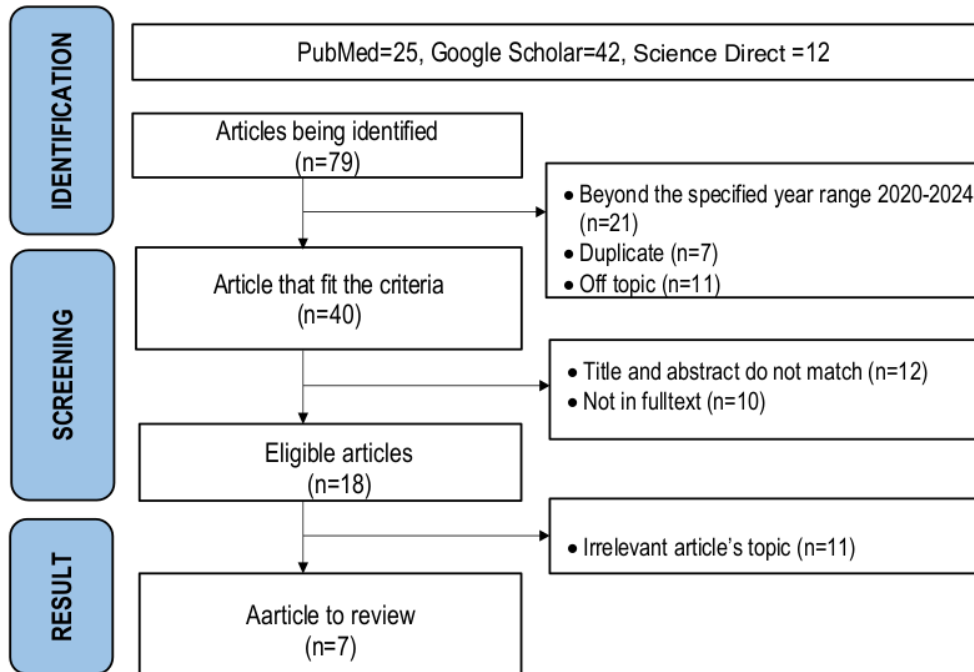 IDENTIFICATION
PubMed=25, Google Scholar=42, Science Direct =12
Articles being identified
(n=79)
• Beyond the specified year range 2020-2024
(n=21)
• Duplicate (n=7)
• Off topic (n=11)
SCREENING
Article that fit the criteria
(n=40)
• Title and abstract do not match (n=12)
• Not in fulltext (n=10)
Eligible articles
(n=18)
RESULT
• Irrelevant article's topic (n=11)
Aarticle to review
(n=7)